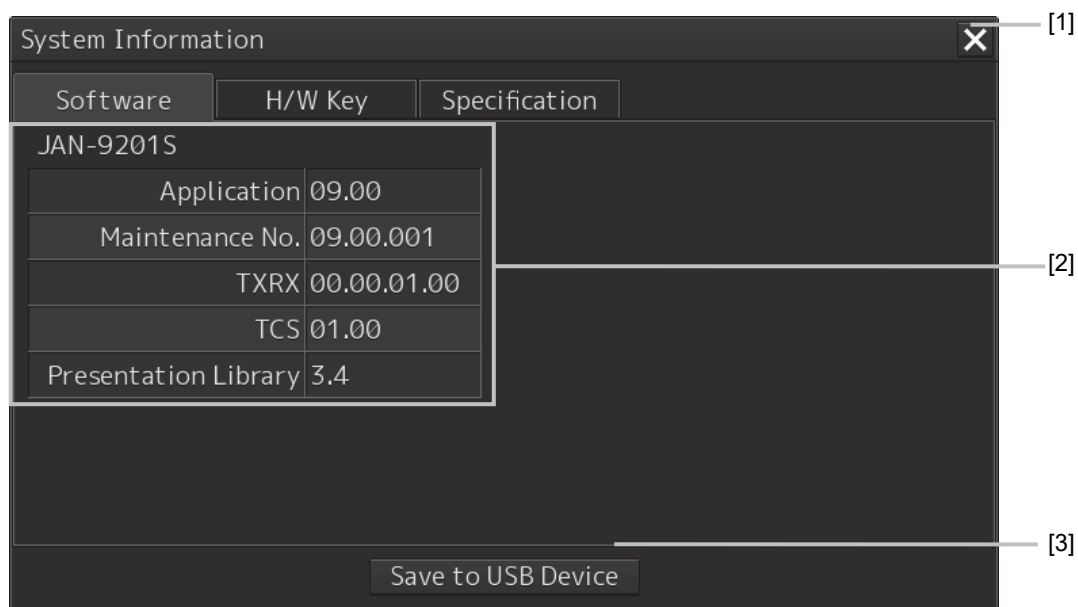 System Information [1]
Software H/W Key Specification
JAN-9201S
Application 09.00
Maintenance No. 09.00.001
[2]
TXRX 00.00.01.00
TCS 01.00
Presentation Library 3.4
[3]
Save to USB Device